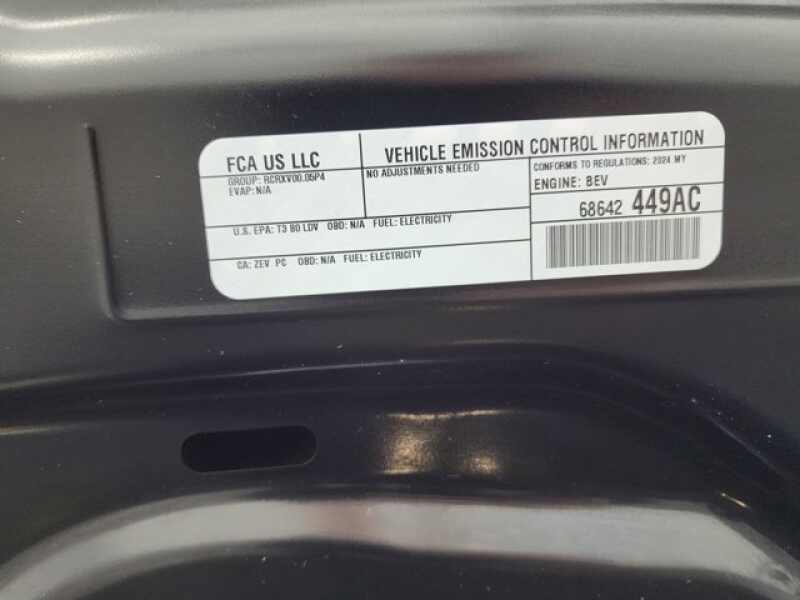 FCA US LLC
GROUP: RCRXV00.05P4
EVAP: N/A
VEHICLE EMISSION CONTROL INFORMATION
NO ADJUSTMENTS NEEDED
CONFORMS TO REGULATIONS: 2024 MY
ENGINE: BEV
68642 449AC
U.S. EPA: T3 B0 LDV OBD: N/A FUEL: ELECTRICITY
CA: ZEV PC OBD: N/A FUEL: ELECTRICITY